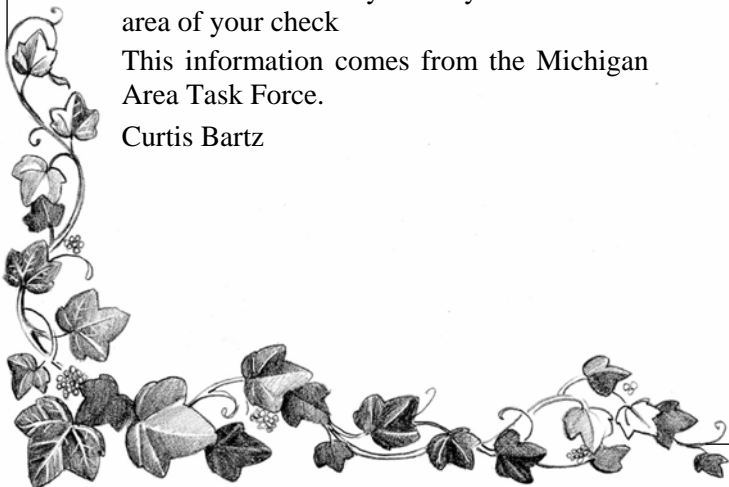 area of your check
This information comes from the Michigan
Area Task Force.
Curtis Bartz